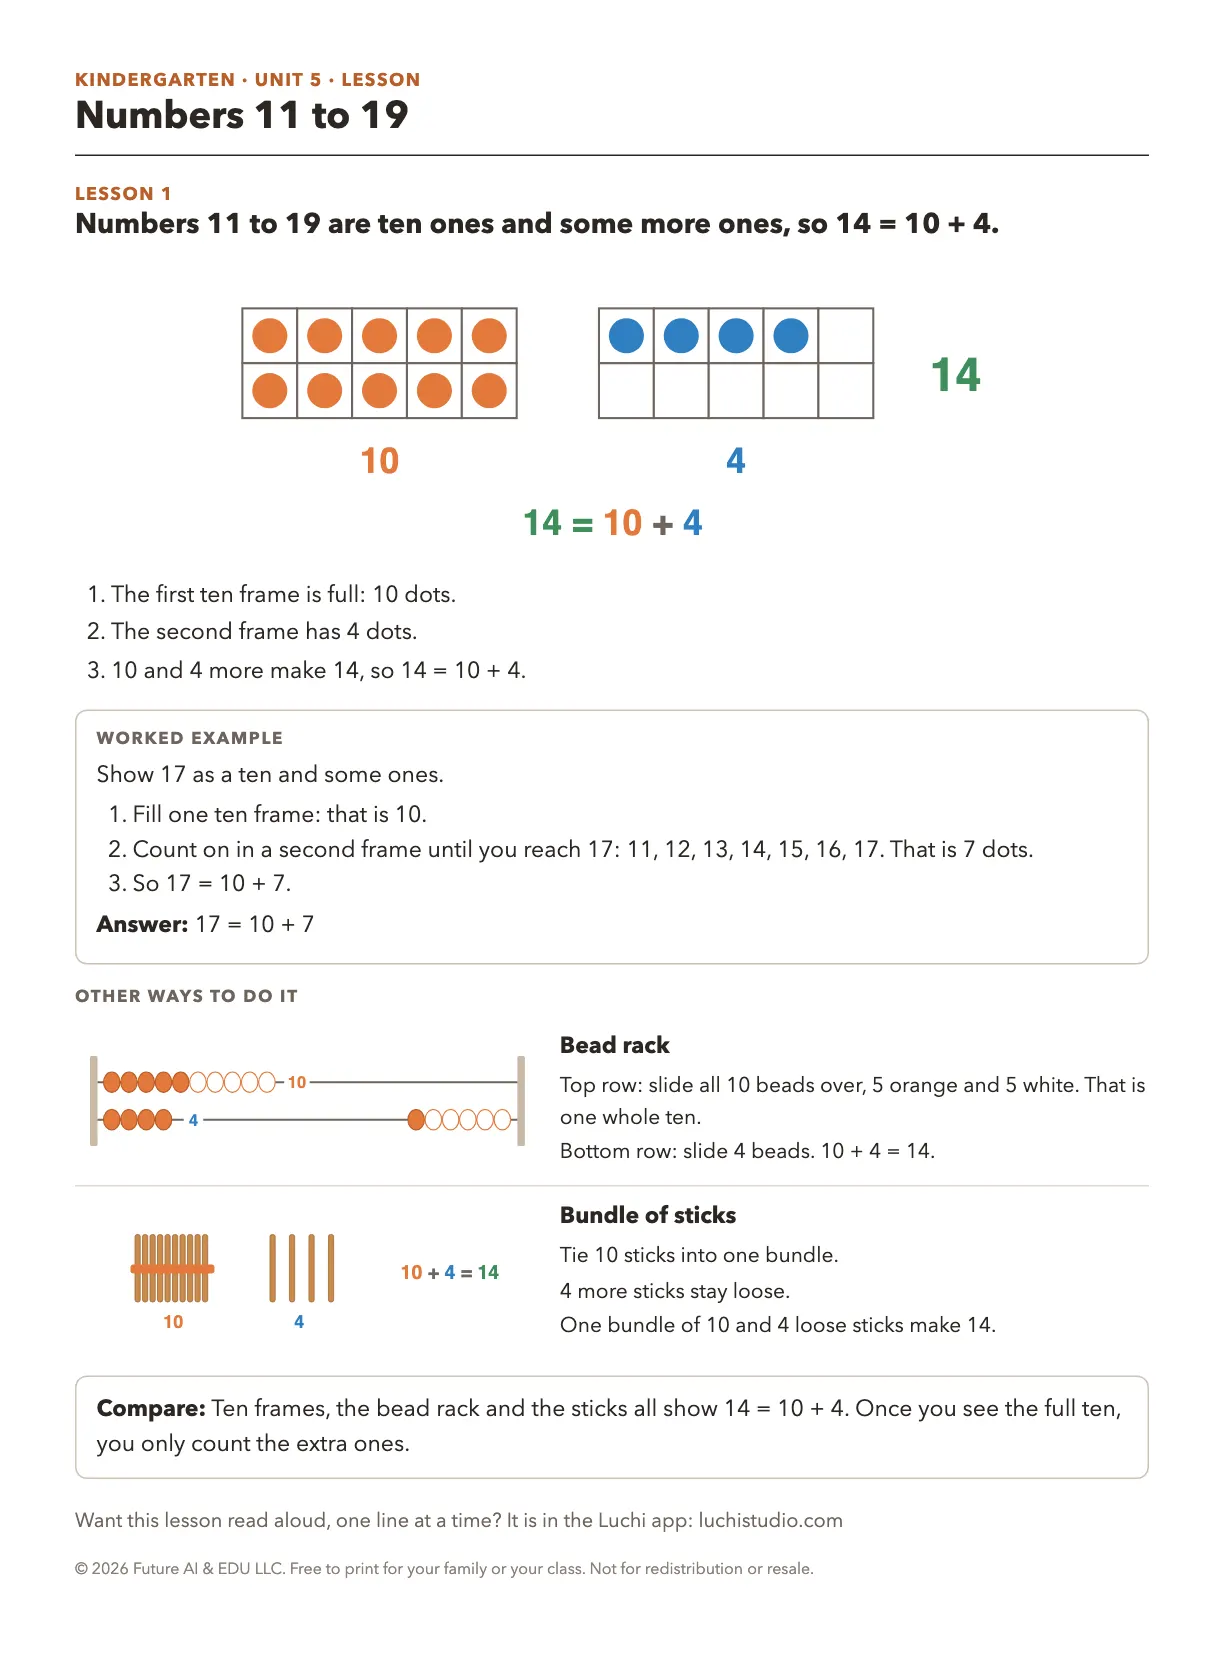 KINDERGARTEN · UNIT 5 · LESSON
Numbers 11 to 19
LESSON 1
Numbers 11 to 19 are ten ones and some more ones, so 14 = 10 + 4.
14
10
4
14 = 10 + 4
1. The first ten frame is full: 10 dots.
2. The second frame has 4 dots.
3. 10 and 4 more make 14, so 14 = 10 + 4.
WORKED EXAMPLE
Show 17 as a ten and some ones.
1. Fill one ten frame: that is 10.
2. Count on in a second frame until you reach 17: 11, 12, 13, 14, 15, 16, 17. That is 7 dots.
3. So 17 = 10 + 7.
Answer: 17 = 10 + 7
OTHER WAYS TO DO IT
10
4
Bead rack
Top row: slide all 10 beads over, 5 orange and 5 white. That is
one whole ten.
Bottom row: slide 4 beads. 10 + 4 = 14.
10
4
10 + 4 = 14
Bundle of sticks
Tie 10 sticks into one bundle.
4 more sticks stay loose.
One bundle of 10 and 4 loose sticks make 14.
Compare: Ten frames, the bead rack and the sticks all show 14 = 10 + 4. Once you see the full ten,
you only count the extra ones.
Want this lesson read aloud, one line at a time? It is in the Luchi app: luchistudio.com
© 2026 Future AI & EDU LLC. Free to print for your family or your class. Not for redistribution or resale.